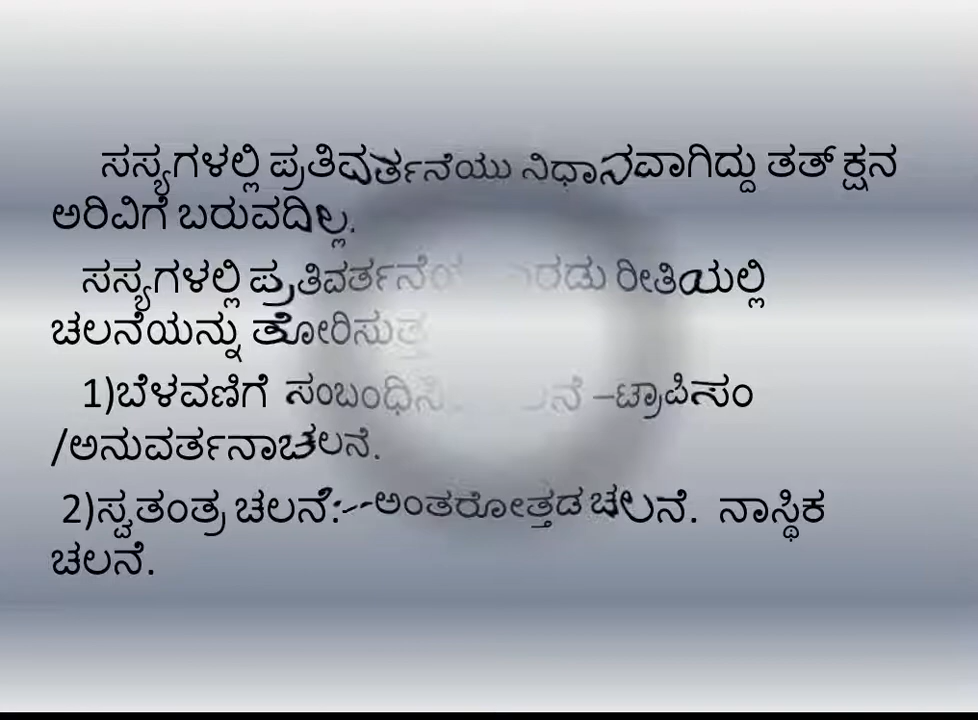 ಸಸ್ಯಗಳಲ್ಲಿ ಪ್ರತಿವರ್ತನೆಯು ನಿಧಾನವಾಗಿದ್ದು ತತ್ ಕ್ಷನ
ಅರಿವಿಗೆ ಬರುವದಿಲ್ಲ.
ಸಸ್ಯಗಳಲ್ಲಿ ಪ್ರತಿವರ್ತನೆಯ ರೀತಿಯಲ್ಲಿ
ಚಲನೆಯನ್ನು
1)ಬೆಳವಣಿಗೆ –ಟ್ರಾಪಿಸಂ
/ಅನುವರ್ತನಾಚಲನೆ.
2)ಸ್ವತಂತ್ರ ಚಲನೆ:--ಅಂತರೋತ್ತಡ ಚಲನೆ. ನಾಸ್ಥಿಕ
ಚಲನೆ.